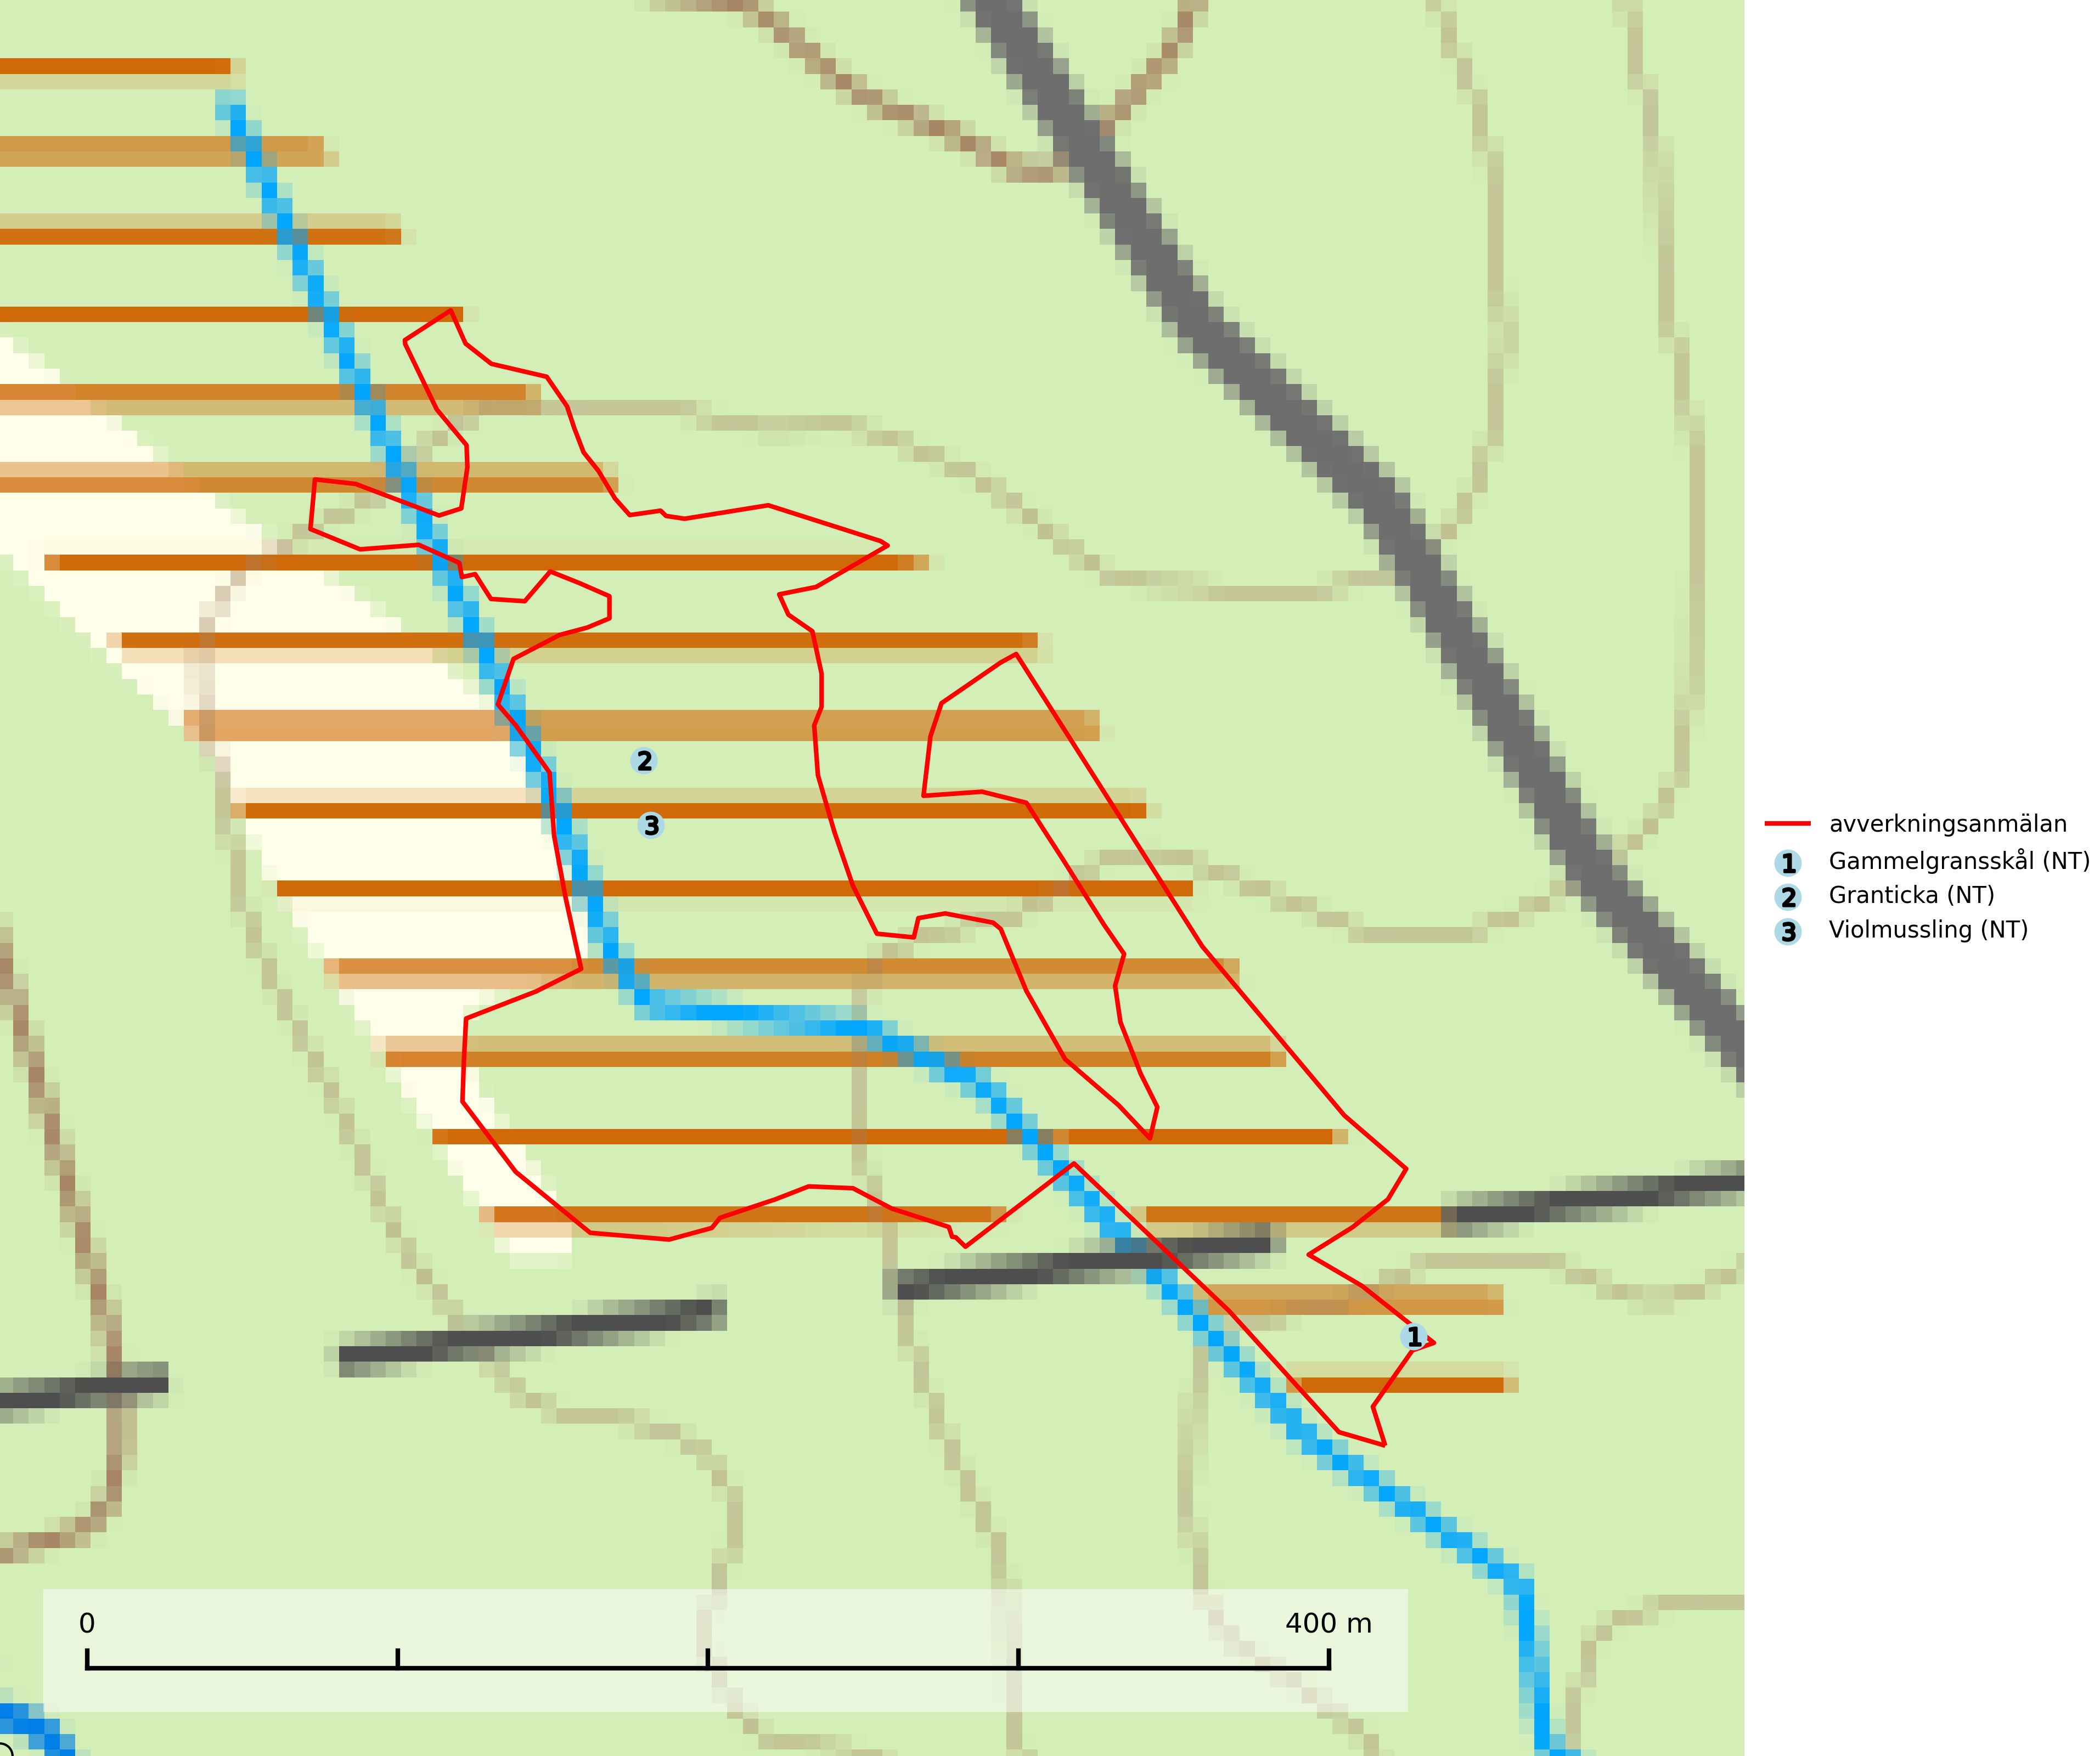 2
3
1
avverkningsanmälan
1 Gammelgransskål (NT)
2 Granticka (NT)
3 Violmussling (NT)
0 400 m